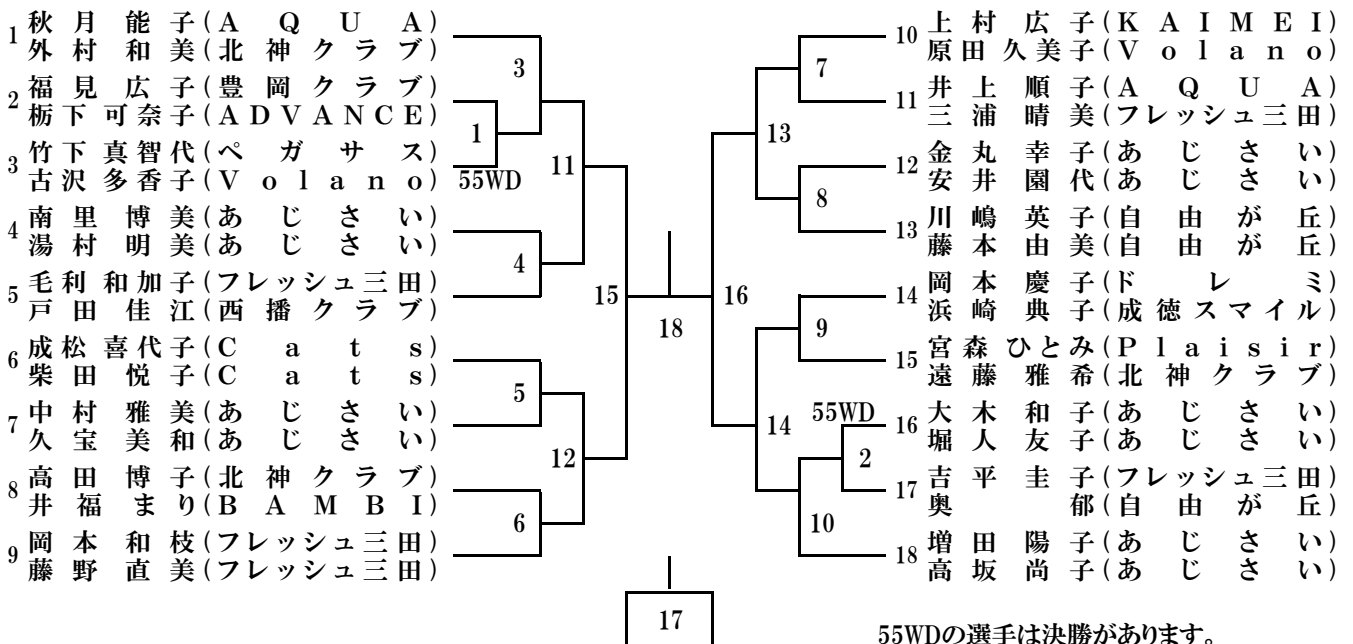 1 秋月能子(AQUA)
外村和美(北神クラブ)
2 福見広子(豊岡クラブ)
栃下可奈子(ADVANCE)
3 竹下真智代(ペガサス)
古沢多香子(Volano)
4 南里博美(あじさい)
湯村明美(あじさい)
5 毛利和加子(フレッシュ三田)
戸田佳江(西播クラブ)
6 成松喜代子(Cats)
柴田悦子(Cats)
7 中村雅美(あじさい)
久宝美和(あじさい)
8 高田博子(北神クラブ)
井福まり(BAMBI)
9 岡本和枝(フレッシュ三田)
藤野直美(フレッシュ三田)
3
1
55WD
11
4
15
5
12
6
18
17
16
13
7
8
14
9
55WD
2
10
10 上村広子(KAIMEI)
原田久美子(Volano)
11 井上順子(AQUA)
三浦晴美(フレッシュ三田)
12 金丸幸子(あじさい)
安井園代(あじさい)
13 川嶋英子(自由が丘)
藤本由美(自由が丘)
14 岡本慶子(ドレミ)
浜崎典子(成徳スマイル)
15 宮森ひとみ(Plaisir)
遠藤雅希(北神クラブ)
16 大木和子(あじさい)
堀人友子(あじさい)
17 吉平圭子(フレッシュ三田)
奥郁(自由が丘)
18 増田陽子(あじさい)
高坂尚子(あじさい)
55WDの選手は決勝があります。